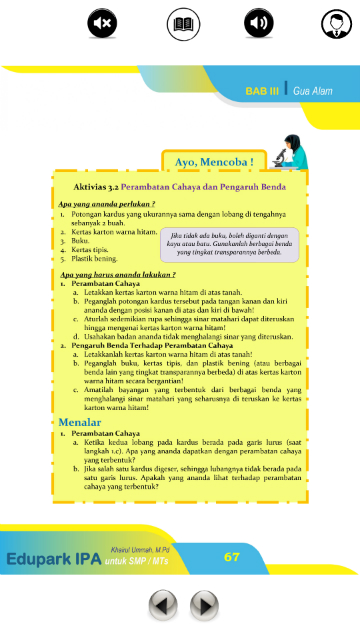 BAB III Gua Alam
Ayo, Mencoba !
Aktivias 3.2 Perambatan Cahaya dan Pengaruh Benda
Apa yang ananda perlukan ?
1. Potongan kardus yang ukurannya sama dengan lobang di tengahnya
sebanyak 2 buah.
2. Kertas karton warna hitam.
3. Buku.
4. Kertas tipis.
5. Plastik bening.
Jika tidak ada buku, boleh diganti dengan
kayu atau batu. Gunakanlah berbagai benda
yang tingkat transparannya berbeda.
Apa yang harus ananda lakukan ?
1. Perambatan Cahaya
a. Letakkan kertas karton warna hitam di atas tanah.
b. Peganglah potongan kardus tersebut pada tangan kanan dan kiri
ananda dengan posisi kanan di atas dan kiri di bawah!
c. Aturlah sedemikian rupa sehingga sinar matahari dapat diteruskan
hingga mengenai kertas karton warna hitam!
d. Usahakan badan ananda tidak menghalangi sinar yang diteruskan.
2. Pengaruh Benda Terhadap Perambatan Cahaya
a. Letakkanlah kertas karton warna hitam di atas tanah!
b. Peganglah buku, kertas tipis, dan plastik bening (atau berbagai
benda lain yang tingkat transparannya berbeda) di atas kertas karton
warna hitam secara bergantian!
c. Amatilah bayangan yang terbentuk dari berbagai benda yang
menghalangi sinar matahari yang seharusnya di teruskan ke kertas
karton warna hitam!
Menalar
1. Perambatan Cahaya
a. Ketika kedua lobang pada kardus berada pada garis lurus (saat
langkah 1.c). Apa yang ananda dapatkan dengan perambatan cahaya
yang terbentuk?
b. Jika salah satu kardus digeser, sehingga lubangnya tidak berada pada
satu garis lurus. Apakah yang ananda lihat terhadap perambatan
cahaya yang terbentuk?
Khairul Ummah, M.Pd
Edupark IPA untuk SMP / MTs
67